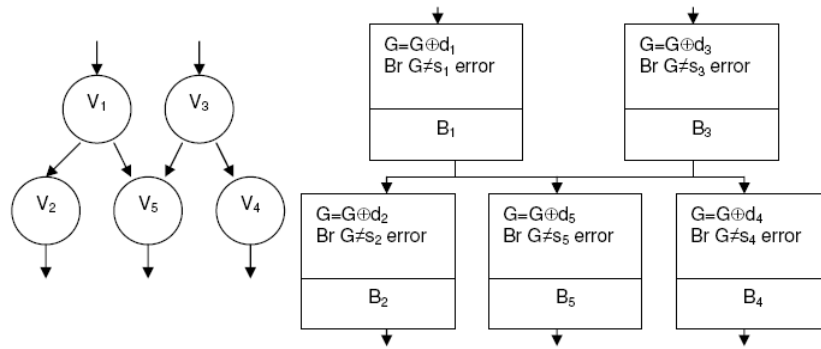 V₁
V₃
V₂
V₅
V₄
G=G⊕d₁
Br G≠s₁ error
B₁
G=G⊕d₃
Br G≠s₃ error
B₃
G=G⊕d₂
Br G≠s₂ error
B₂
G=G⊕d₅
Br G≠s₅ error
B₅
G=G⊕d₄
Br G≠s₄ error
B₄